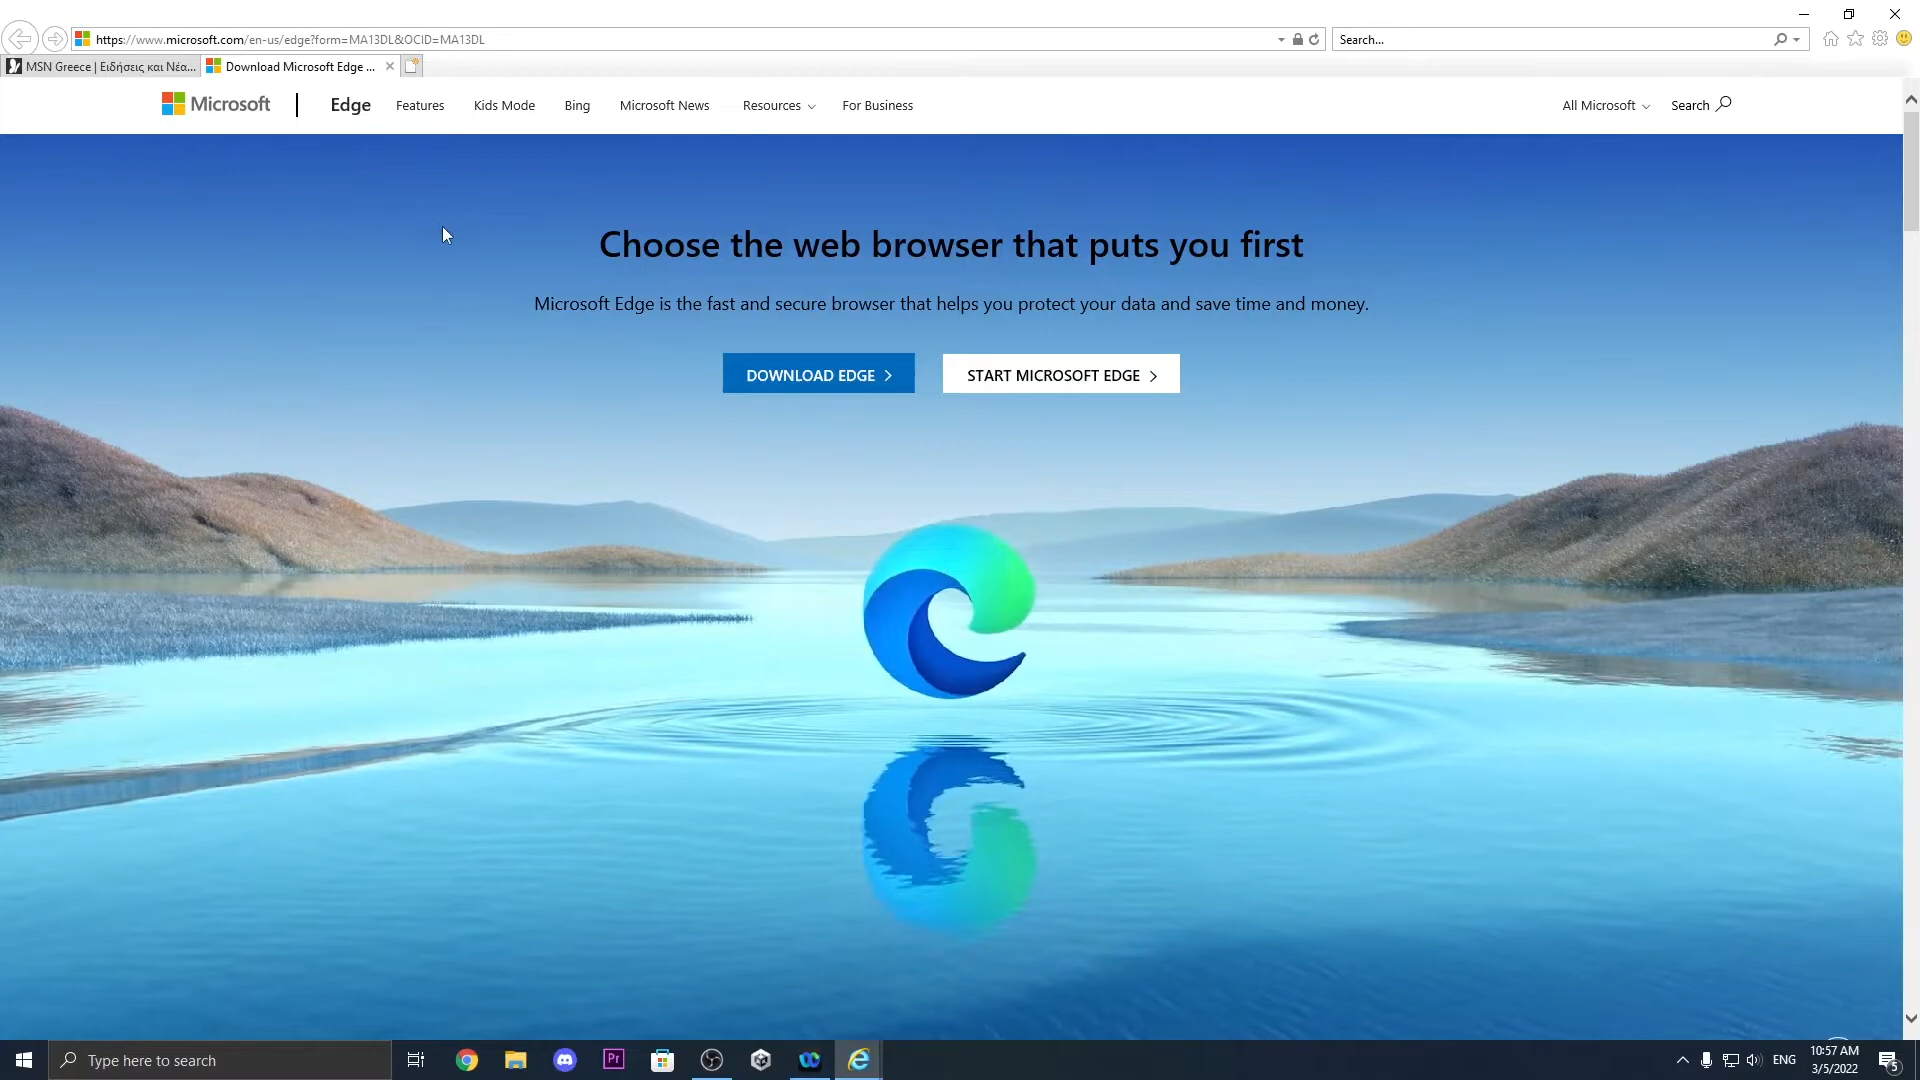 https://www.microsoft.com/en-us/edge?form=MA13DL&OCID=MA13DL
Search...
MSN Greece | Ειδήσεις και Νέα...
Download Microsoft Edge ...
Microsoft
Edge
Features
Kids Mode
Bing
Microsoft News
Resources
For Business
All Microsoft
Search
Choose the web browser that puts you first
Microsoft Edge is the fast and secure browser that helps you protect your data and save time and money.
DOWNLOAD EDGE
START MICROSOFT EDGE
Type here to search
Pr
ENG
10:57 AM
3/5/2022
5